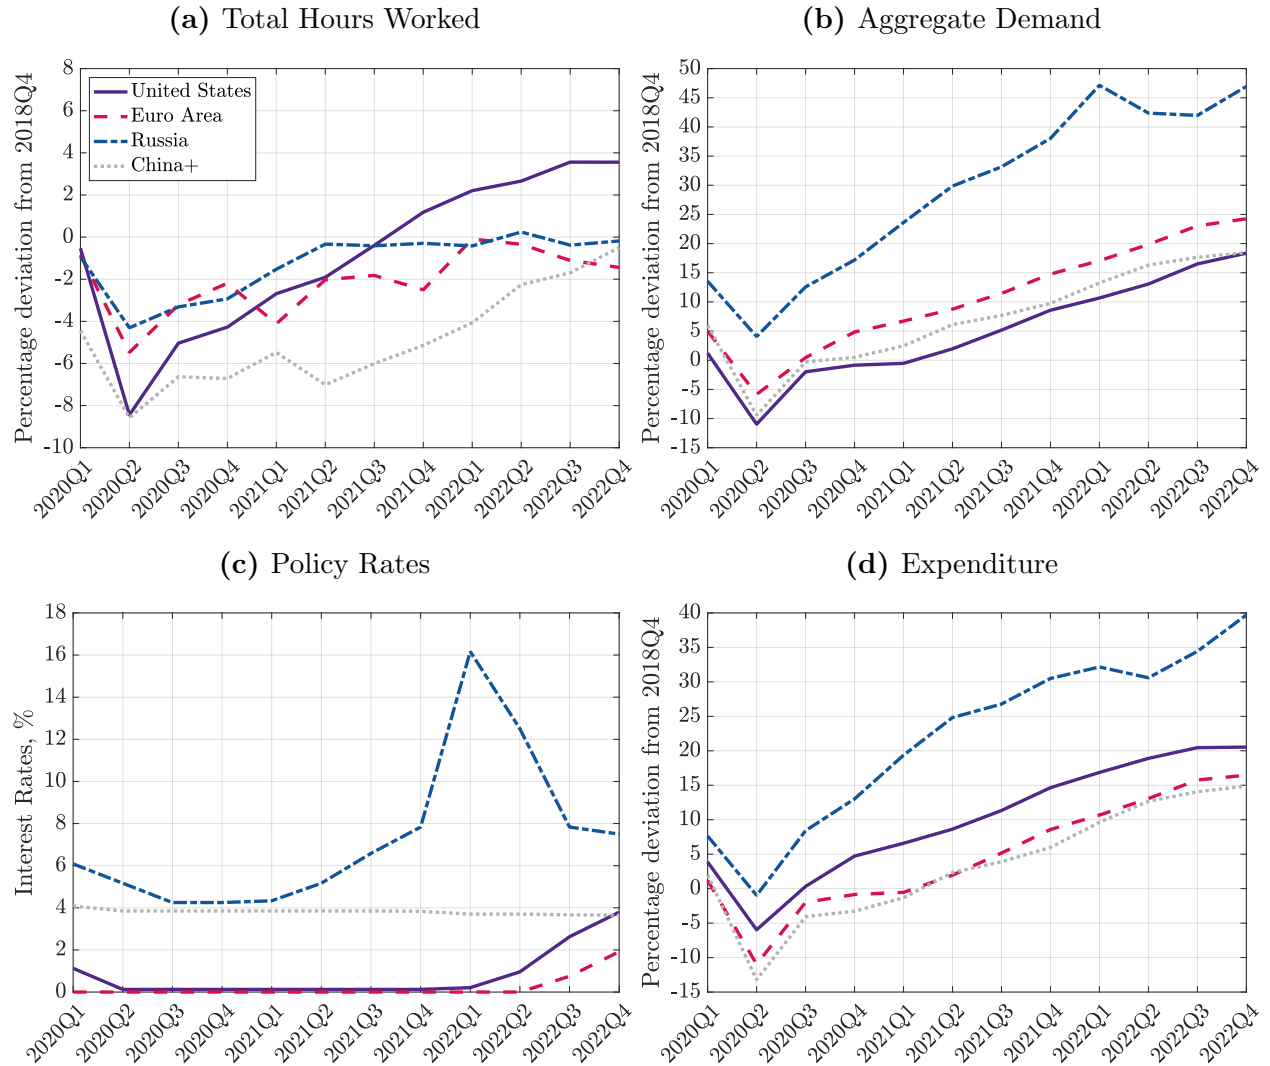 (a) Total Hours Worked
Percentage deviation from 2018Q4
8
6
4
2
0
-2
-4
-6
-8
-10
United States
Euro Area
Russia
China+
2020Q1
2020Q2
2020Q3
2020Q4
2021Q1
2021Q2
2021Q3
2021Q4
2022Q1
2022Q2
2022Q3
2022Q4
(b) Aggregate Demand
Percentage deviation from 2018Q4
50
45
40
35
30
25
20
15
10
5
0
-5
-10
-15
2020Q1
2020Q2
2020Q3
2020Q4
2021Q1
2021Q2
2021Q3
2021Q4
2022Q1
2022Q2
2022Q3
2022Q4
(c) Policy Rates
Interest Rates, %
18
16
14
12
10
8
6
4
2
0
2020Q1
2020Q2
2020Q3
2020Q4
2021Q1
2021Q2
2021Q3
2021Q4
2022Q1
2022Q2
2022Q3
2022Q4
(d) Expenditure
Percentage deviation from 2018Q4
40
35
30
25
20
15
10
5
0
-5
-10
-15
2020Q1
2020Q2
2020Q3
2020Q4
2021Q1
2021Q2
2021Q3
2021Q4
2022Q1
2022Q2
2022Q3
2022Q4